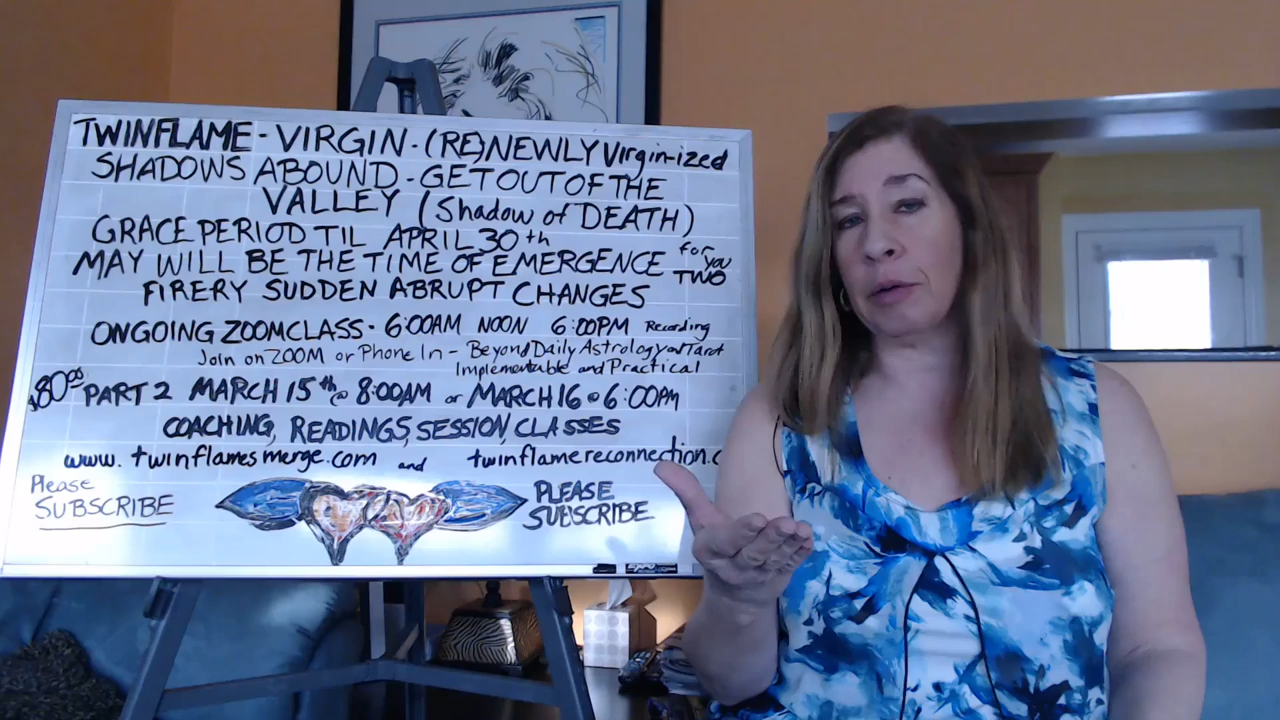 TWINFLAME - VIRGIN - (RE)NEWLY Virgin-ized
SHADOWS ABOUND - GET OUT OF THE
VALLEY (Shadow of DEATH)
GRACE PERIOD TIL APRIL 30th
MAY WILL BE THE TIME OF EMERGENCE for you TWO
FIRERY SUDDEN ABRUPT CHANGES
ONGOING ZOOMCLASS - 6:00AM NOON 6:00PM Recording
Join on ZOOM or Phone In - Beyond Daily Astrology or Tarot
Implementable and Practical
$80.00 PART 2 MARCH 15th @ 8:00AM or MARCH 16 @ 6:00PM
COACHING, READINGS, SESSION, CLASSES
www.twinflamesmerge.com and twinflamereconnection.c
Please
SUBSCRIBE
PLEASE
SUBSCRIBE
EXPO